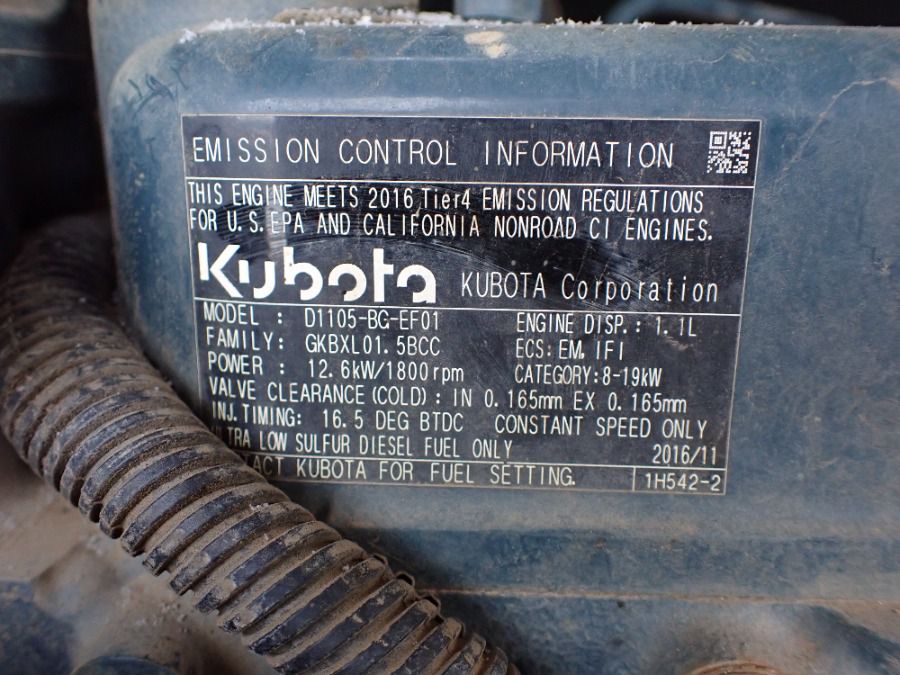 EMISSION CONTROL INFORMATION
THIS ENGINE MEETS 2016 Tier4 EMISSION REGULATIONS
FOR U.S.EPA AND CALIFORNIA NONROAD CI ENGINES.
Kubota KUBOTA Corporation
MODEL : D1105-BG-EF01 ENGINE DISP.: 1.1L
FAMILY: GKBXL01.5BCC ECS: EM, IFI
POWER : 12.6kW/1800rpm CATEGORY:8-19kW
VALVE CLEARANCE(COLD): IN 0.165mm EX 0.165mm
INJ.TIMING: 16.5 DEG BTDC CONSTANT SPEED ONLY
LOW SULFUR DIESEL FUEL ONLY 2016/11
KUBOTA FOR FUEL SETTING. 1H542-2